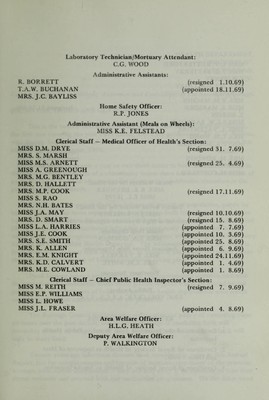 Laboratory Technician/Mortuary Attendant:
C.G. WOOD
Administrative Assistants:
R. BORRETT (resigned 1.10.69)
T.A.W. BUCHANAN (appointed 18.11.69)
MRS. J.C. BAYLISS
Home Safety Officer:
R.P. JONES
Administrative Assistant (Meals on Wheels):
MISS K.E. FELSTEAD
Clerical Staff — Medical Officer of Health's Section:
MISS D.M. DRYE (resigned 31. 7.69)
MRS. S. MARSH
MISS M.S. ARNETT (resigned 25. 4.69)
MISS A. GREENOUGH
MRS. M.G. BENTLEY
MRS. D. HALLETT
MRS. M.P. COOK (resigned 17.11.69)
MISS S. RAO
MRS. N.H. BATES
MISS J.A. MAY (resigned 10.10.69)
MRS. D. SMART (resigned 15. 8.69)
MISS L.A. HARRIES (appointed 7. 7.69)
MISS J.E. COOK (appointed 10. 3.69)
MRS. S.E. SMITH (appointed 25. 8.69)
MRS. K. ALLEN (appointed 6. 9.69)
MRS. E.M. KNIGHT (appointed 24.11.69)
MRS. K.D. CALVERT (appointed 1. 4.69)
MRS. M.E. COWLAND (appointed 1. 8.69)
Clerical Staff — Chief Public Health Inspector's Section:
MISS M. REITH (resigned 7. 9.69)
MISS E.P. WILLIAMS
MISS L. HOWE
MISS J.L. FRASER (appointed 4. 8.69)
Area Welfare Officer:
H.L.G. HEATH
Deputy Area Welfare Officer:
P. WALKINGTON